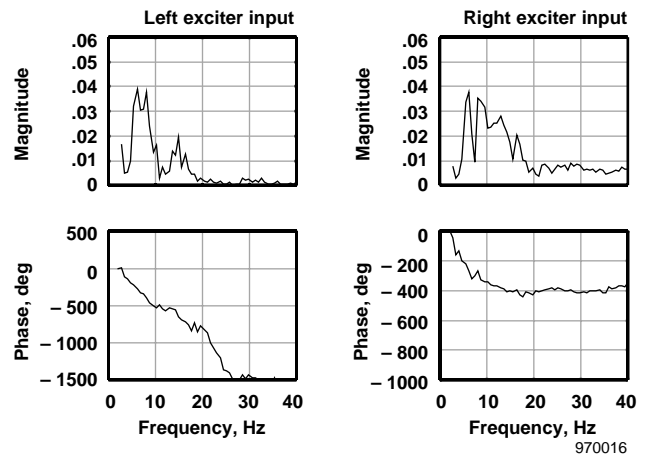 Left exciter input
.06
.05
.04
.03
.02
.01
0
Magnitude
Right exciter input
.06
.05
.04
.03
.02
.01
0
Magnitude
500
0
– 500
– 1000
– 1500
Phase, deg
0 10 20 30 40
Frequency, Hz
0
– 200
– 400
– 600
– 800
– 1000
Phase, deg
0 10 20 30 40
Frequency, Hz
970016